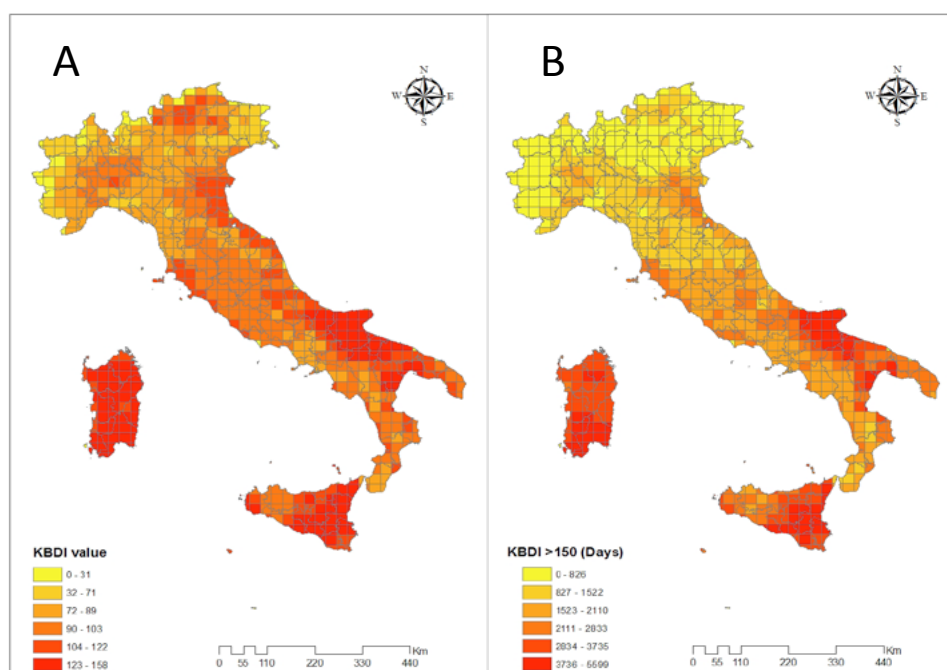 A
N
W E
S
KBDI value
0 - 31
32 - 71
72 - 89
90 - 103
104 - 122
123 - 158
0 55 110 220 330 440
Km
B
N
W E
S
KBDI >150 (Days)
0 - 826
827 - 1522
1523 - 2110
2111 - 2833
2834 - 3735
3736 - 5599
0 55 110 220 330 440
Km